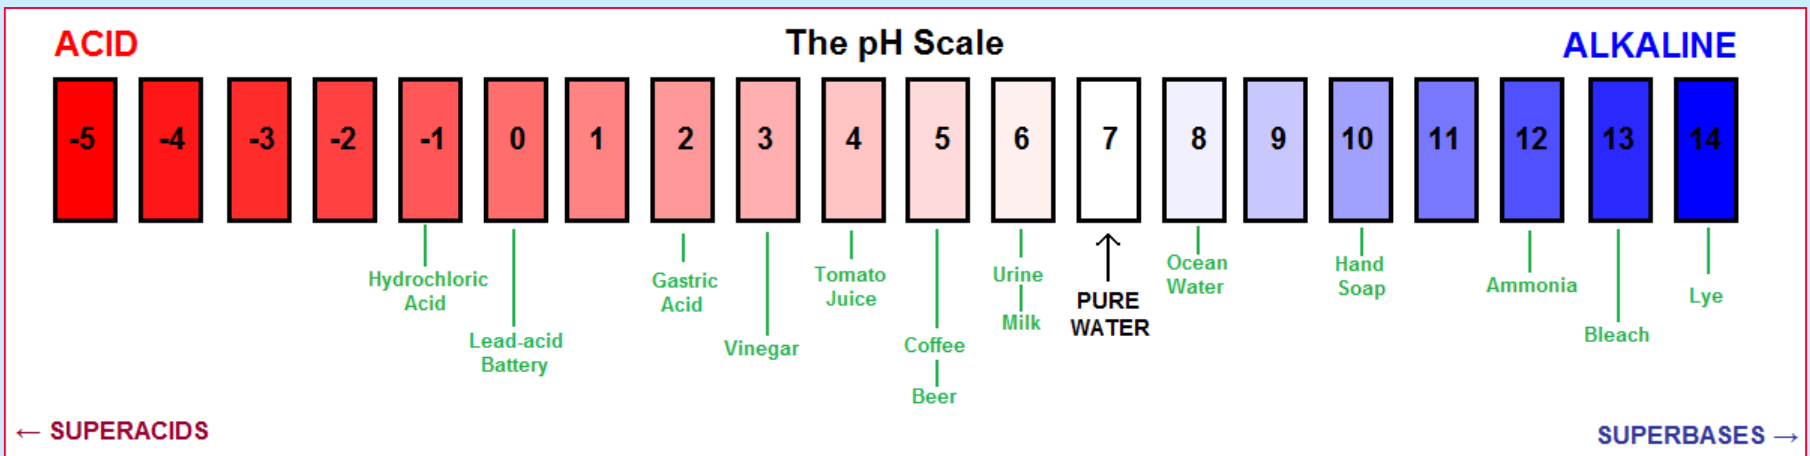 ACID
The pH Scale
ALKALINE
-5 -4 -3 -2 -1 0 1 2 3 4 5 6 7 8 9 10 11 12 13 14
Hydrochloric
Acid
Lead-acid
Battery
Gastric
Acid
Vinegar
Tomato
Juice
Coffee
Beer
Urine
Milk
PURE
WATER
Ocean
Water
Hand
Soap
Ammonia
Bleach
Lye
← SUPERACIDS
SUPERBASES →